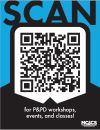 SCAN
for P&PD workshops,
events, and classes!